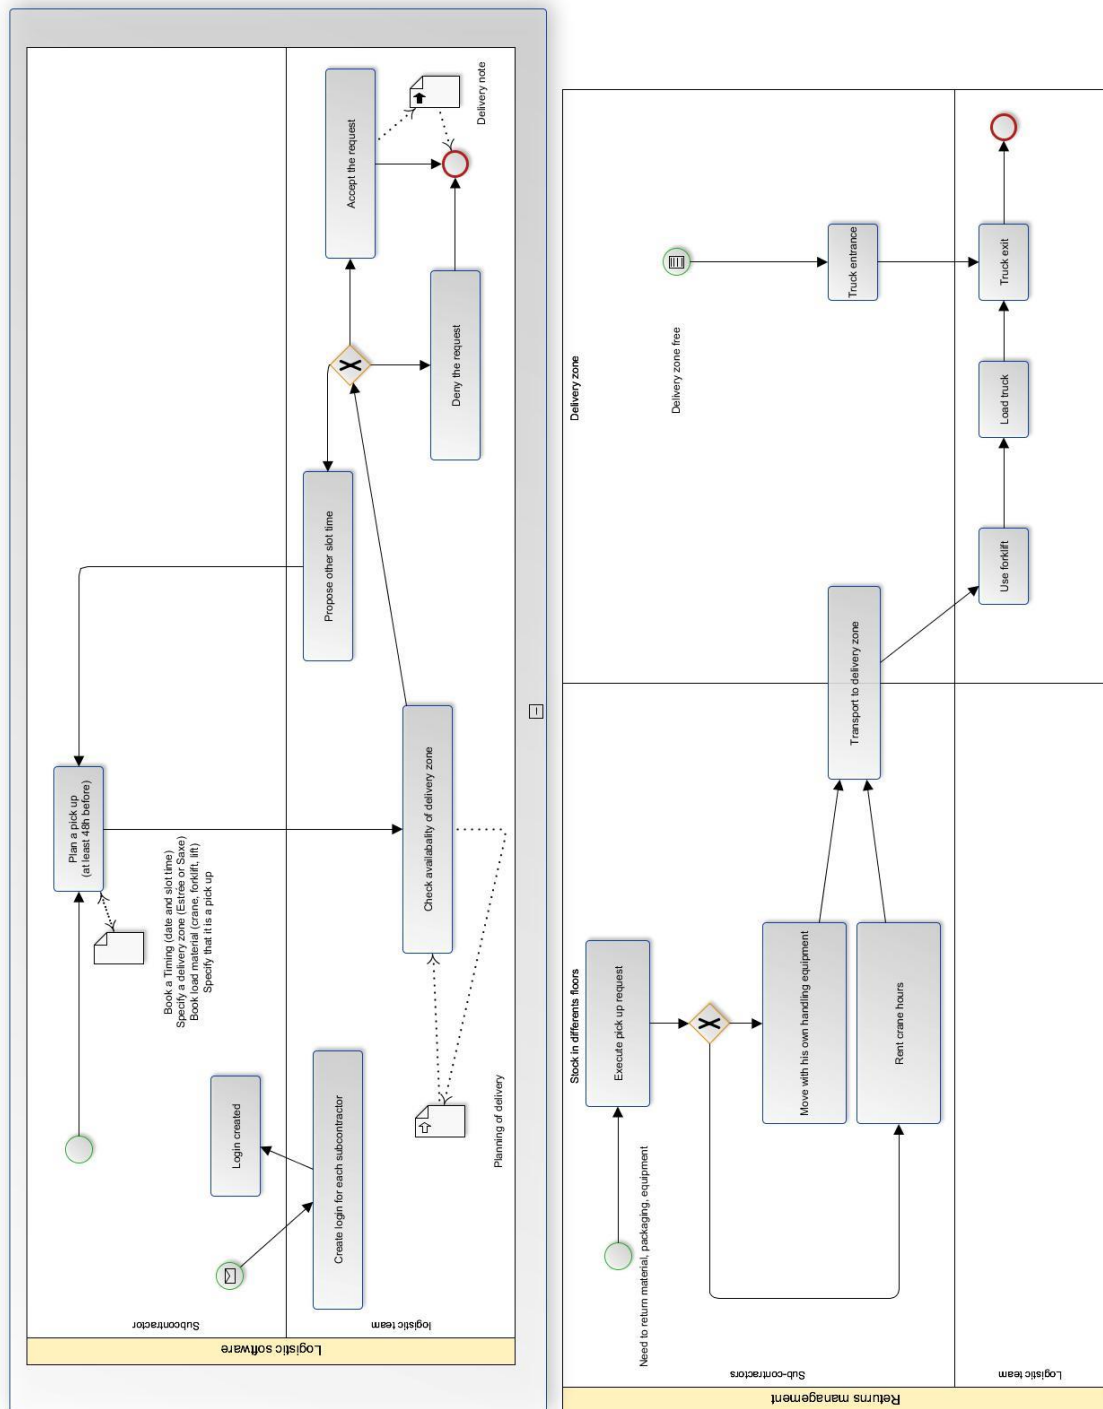 Logistic software
Subcontractor
logistic team
Plan a pick up
(at least 48h before)
Book a Timing (date and slot time)
Specify a delivery zone (Estrée or Saxe)
Book load material (crane, forklift, lift)
Specify that it is a pick up
Login created
Create login for each subcontractor
Check availabality of delivery zone
Planning of delivery
Propose other slot time
Accept the request
Deny the request
Delivery note
Returns management
Sub-contractors
Logistic team
Stock in differents floors
Need to return material, packaging, equipment
Execute pick up request
Move with his own handling equipment
Rent crane hours
Transport to delivery zone
Delivery zone
Delivery zone free
Truck entrance
Use forklift
Load truck
Truck exit